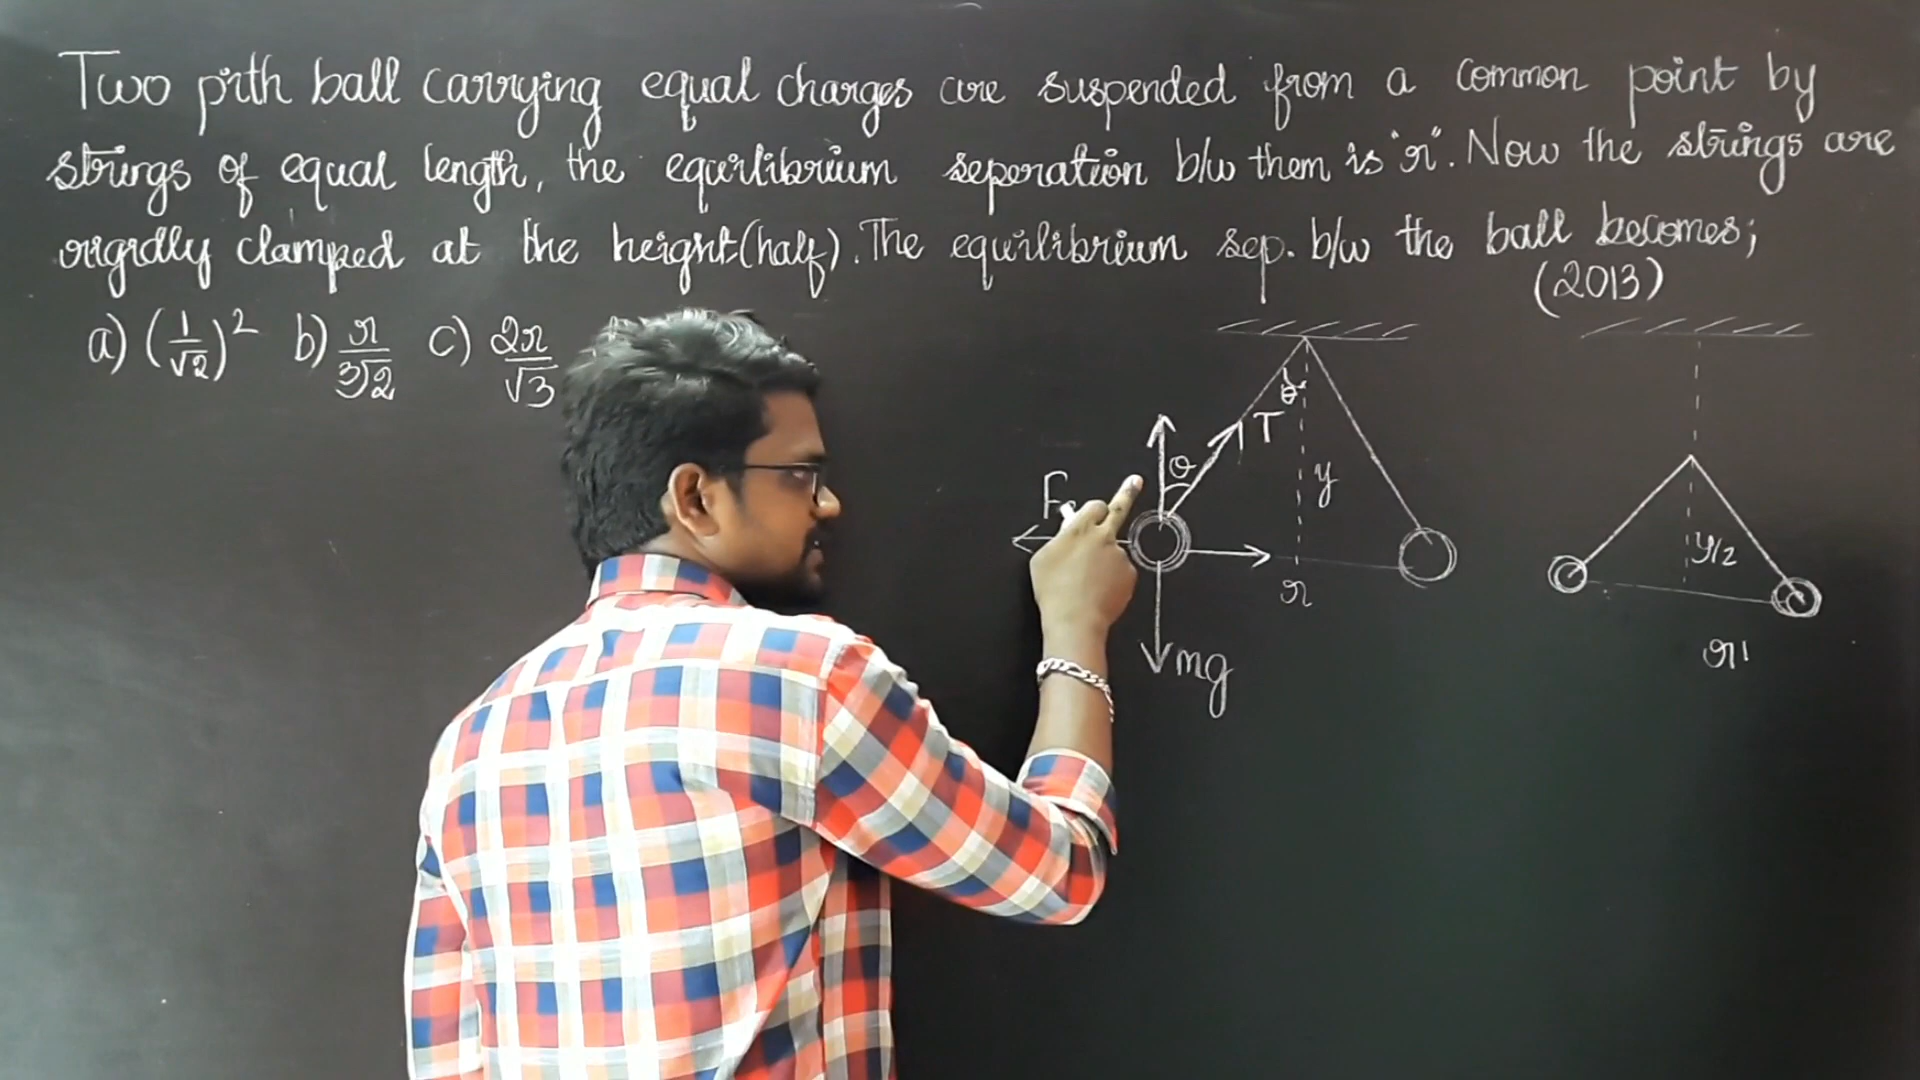 Two pith ball carrying equal charges are suspended from a common point by
strings of equal length, the equilibrium seperation b/w them is "r". Now the strings are
rigidly clamped at the height(half). The equilibrium sep. b/w the ball becomes;
(2013)
a) (1/√2)² b) r/3√2 c) 2r/√3
θ
T
θ
y
F
r
mg
y/2
r'